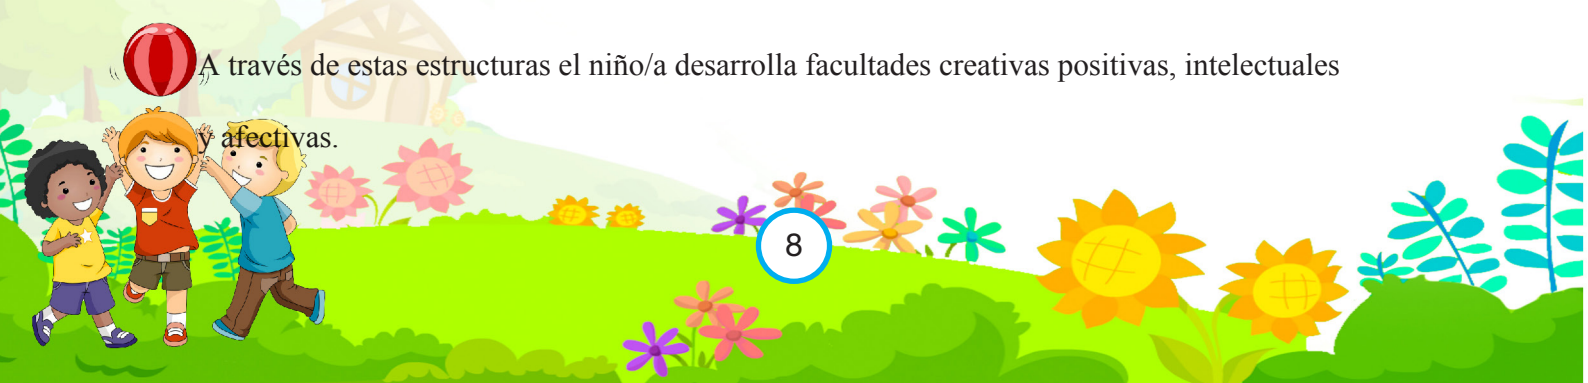 A través de estas estructuras el niño/a desarrolla facultades creativas positivas, intelectuales
y afectivas.
8